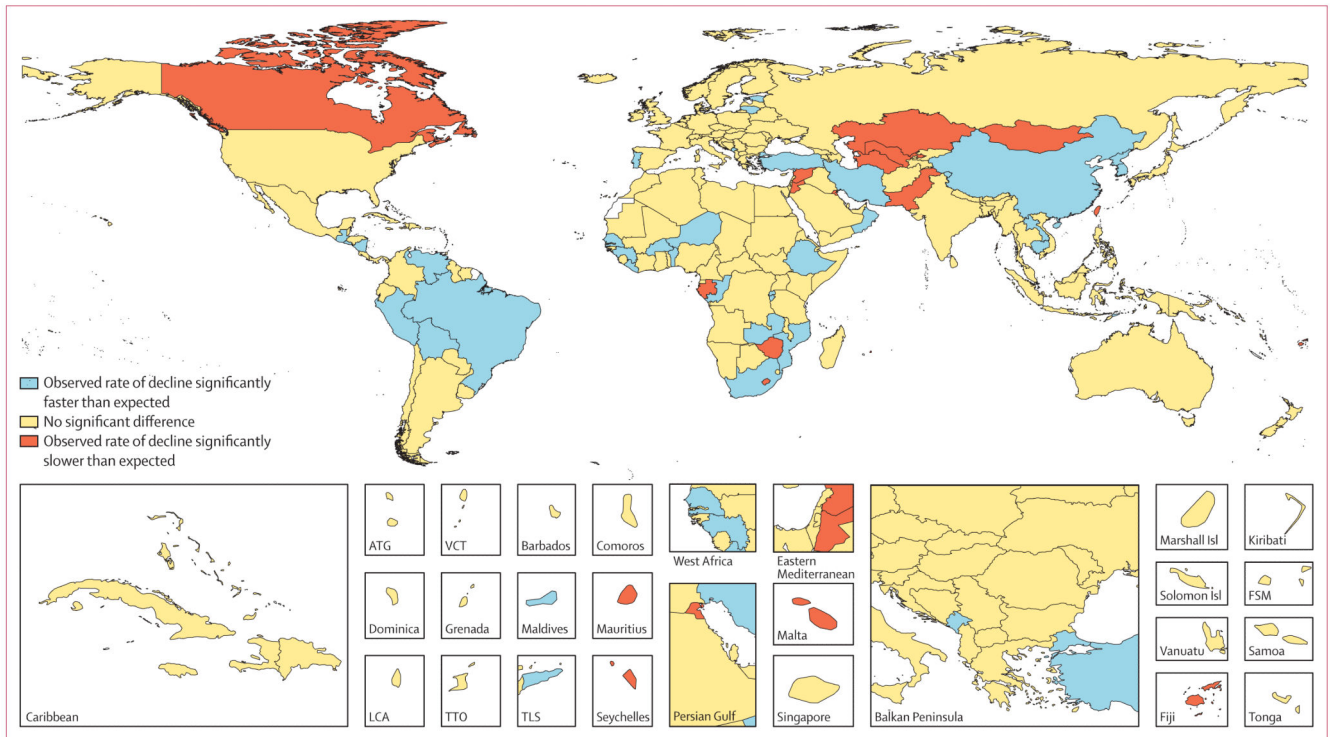 Observed rate of decline significantly
faster than expected
No significant difference
Observed rate of decline significantly
slower than expected
ATG
VCT
Barbados
Comoros
West Africa
Eastern
Mediterranean
Marshall Isl
Kiribati
Dominica
Grenada
Maldives
Mauritius
Malta
Solomon Isl
FSM
Vanuatu
Samoa
Caribbean
LCA
TTO
TLS
Seychelles
Persian Gulf
Singapore
Balkan Peninsula
Fiji
Tonga